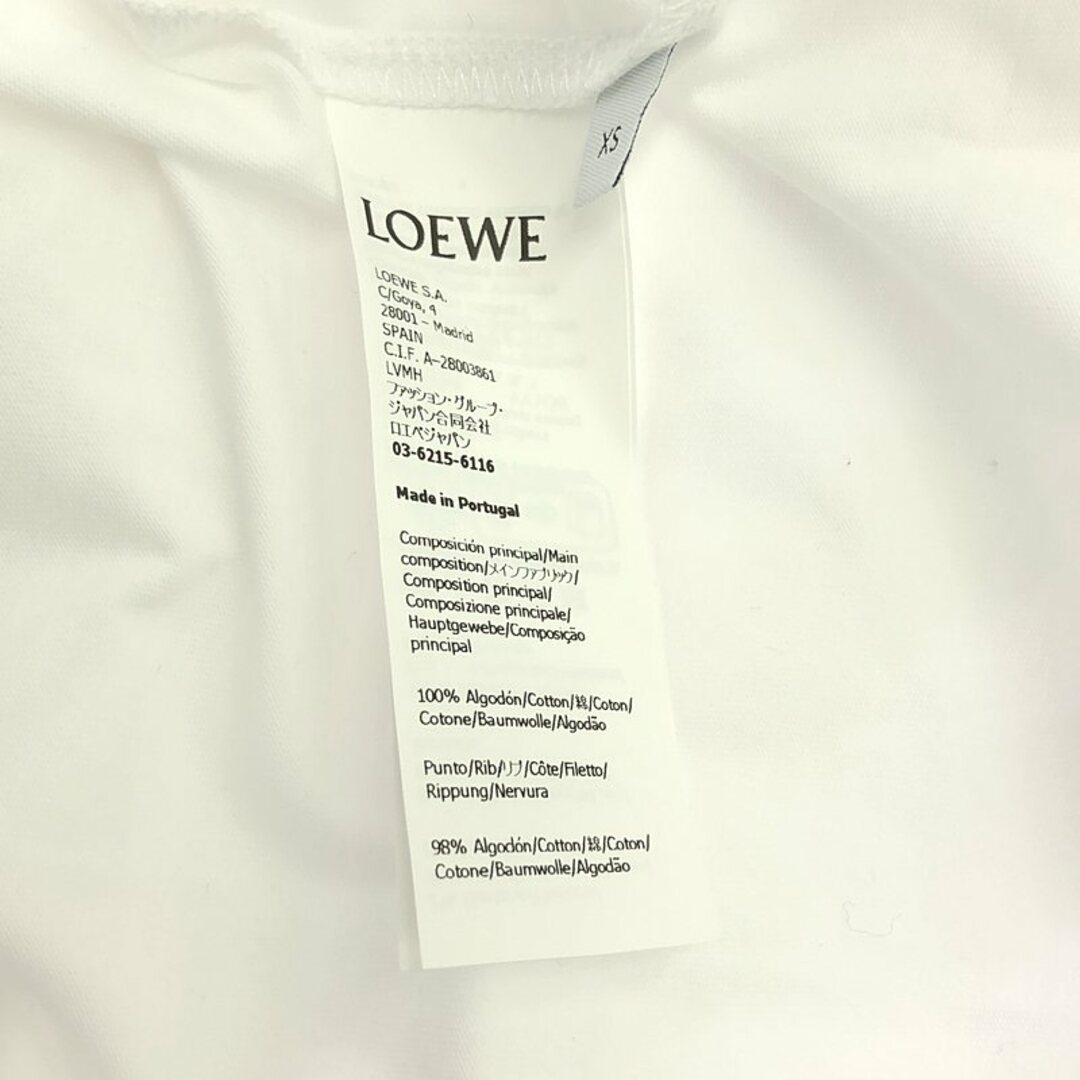 XS
LOEWE
LOEWE S.A.
C/Goya, 4
28001 - Madrid
SPAIN
C.I.F. A-28003861
LVMH
ファッション・グループ・
ジャパン合同会社
ロエベジャパン
03-6215-6116
Made in Portugal
Composición principal/Main
composition/メインファブリック/
Composition principal/
Composizione principale/
Hauptgewebe/Composição
principal
100% Algodón/Cotton/綿/Coton/
Cotone/Baumwolle/Algodão
Punto/Rib/リブ/Côte/Filetto/
Rippung/Nervura
98% Algodón/Cotton/綿/Coton/
Cotone/Baumwolle/Algodão